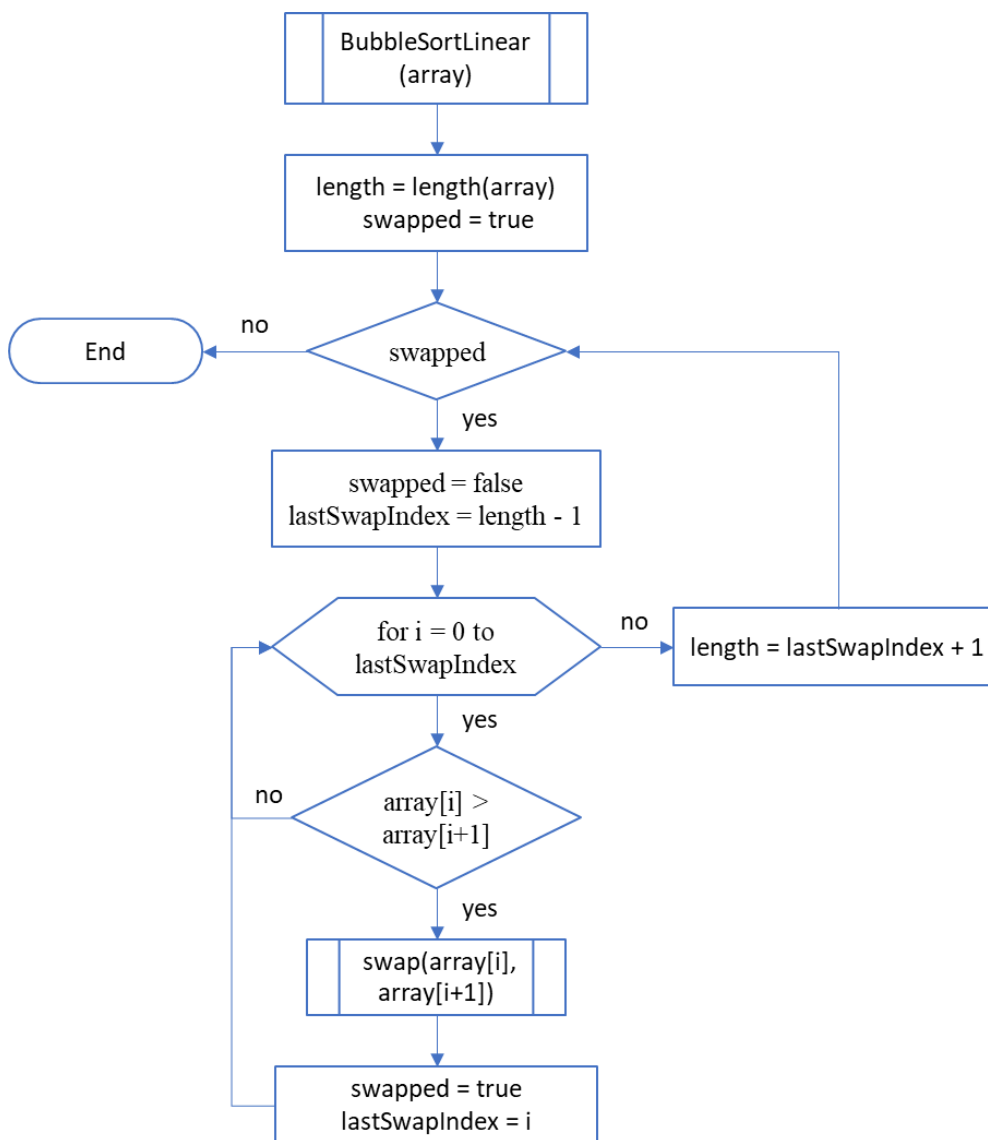 BubbleSortLinear
(array)
length = length(array)
swapped = true
no
End
swapped
yes
swapped = false
lastSwapIndex = length - 1
for i = 0 to
lastSwapIndex
no
length = lastSwapIndex + 1
yes
no
array[i] >
array[i+1]
yes
swap(array[i],
array[i+1])
swapped = true
lastSwapIndex = i